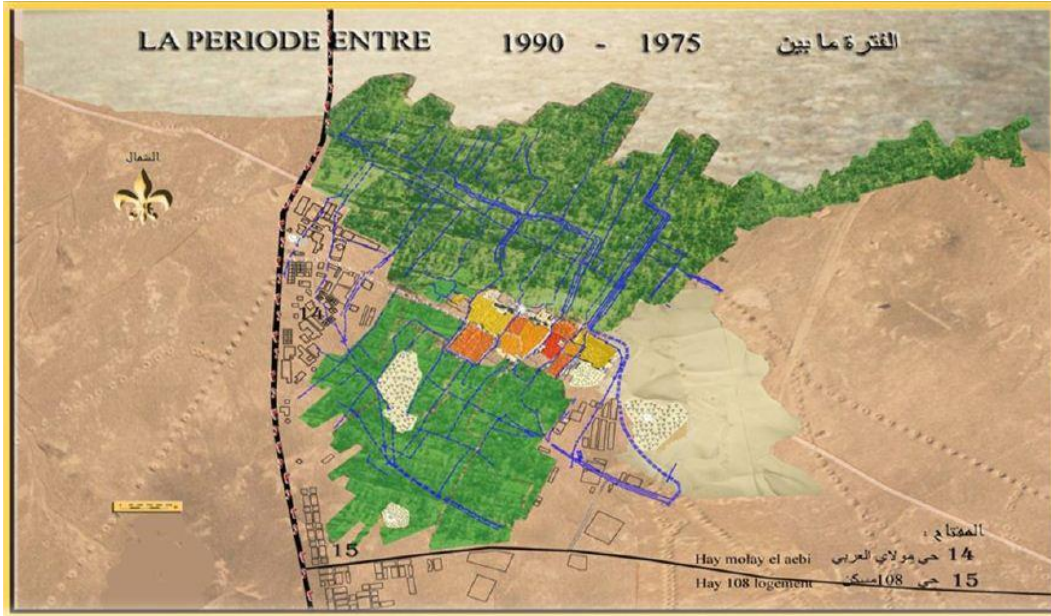 LA PERIODE ENTRE 1990 - 1975 الفترة ما بين
الشمال
14
15
المفتاح :
Hay molay el aebi حي مولاي العربي 14
Hay 108 logement حي 108مسكن 15